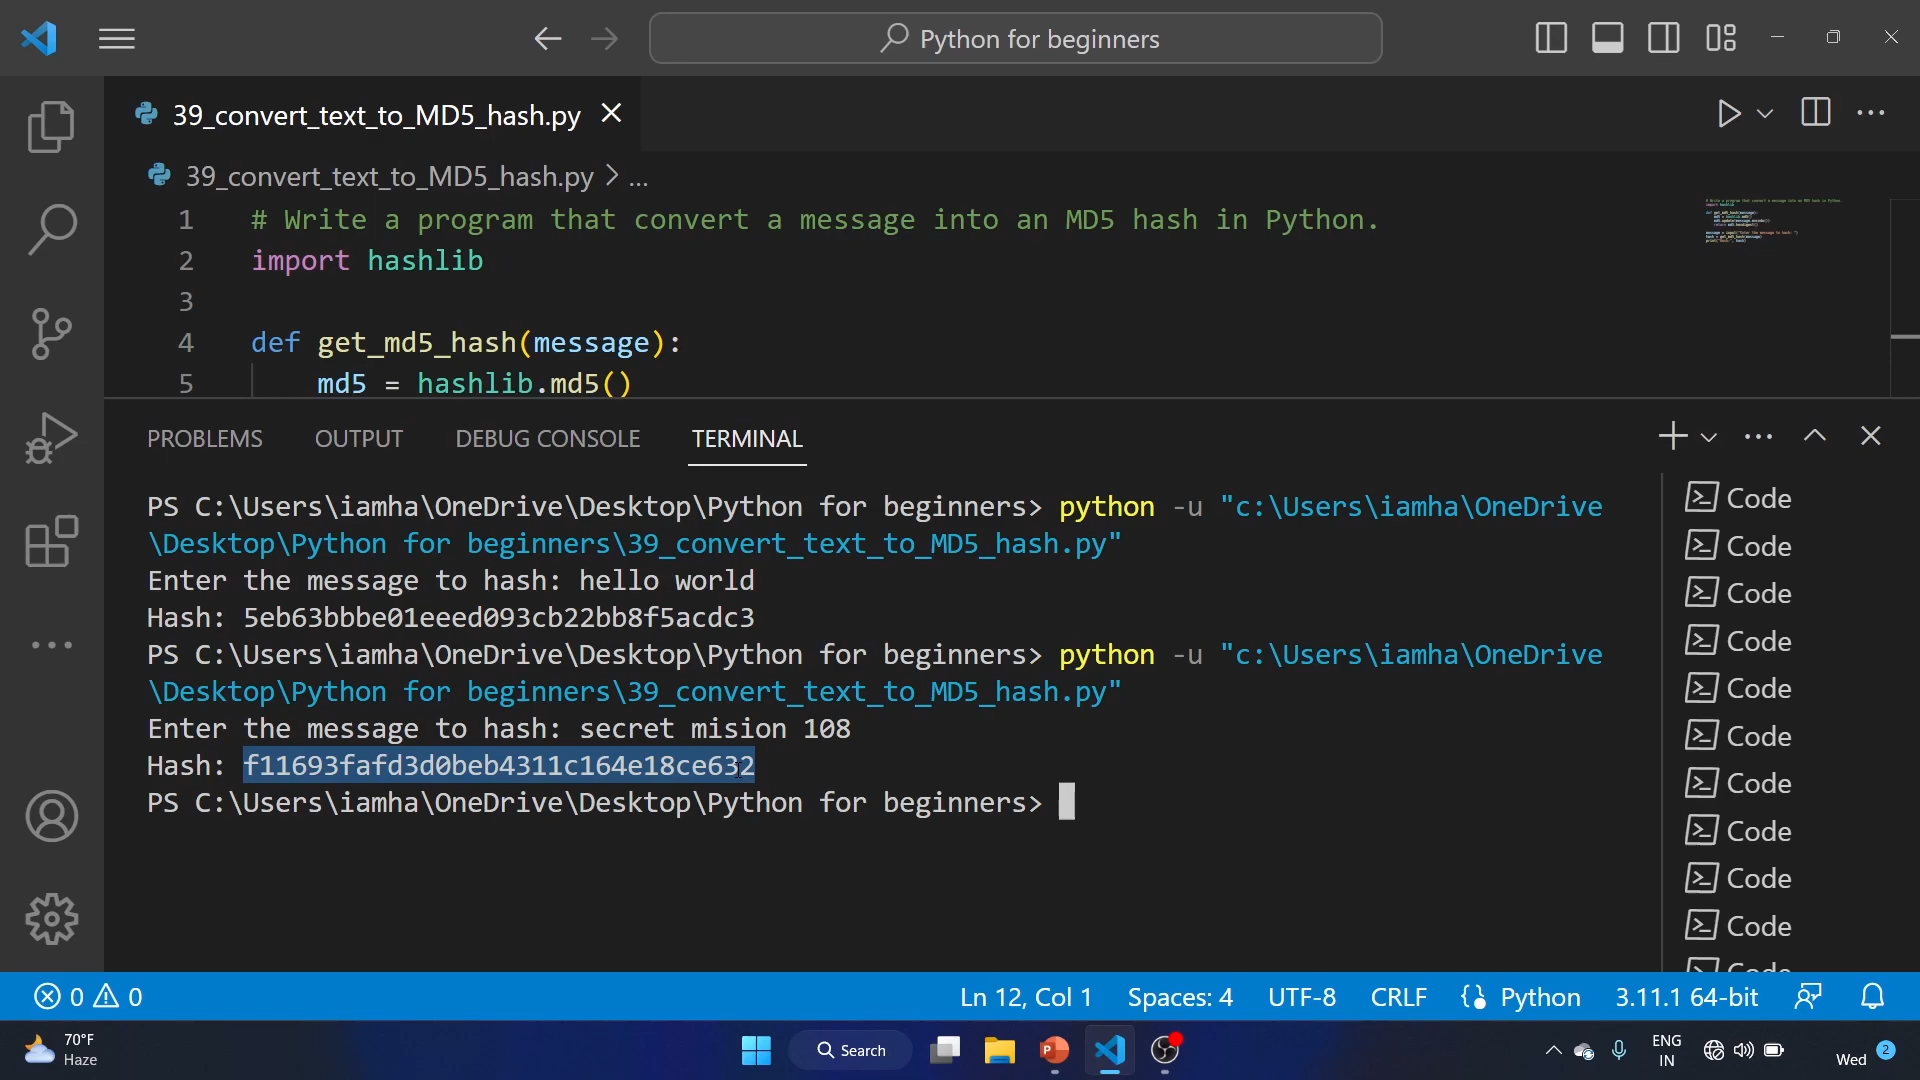 Python for beginners
39_convert_text_to_MD5_hash.py
39_convert_text_to_MD5_hash.py > ...
1 # Write a program that convert a message into an MD5 hash in Python.
2 import hashlib
3
4 def get_md5_hash(message):
5 md5 = hashlib.md5()
PROBLEMS OUTPUT DEBUG CONSOLE TERMINAL
PS C:\Users\iamha\OneDrive\Desktop\Python for beginners> python -u "c:\Users\iamha\OneDrive
\Desktop\Python for beginners\39_convert_text_to_MD5_hash.py"
Enter the message to hash: hello world
Hash: 5eb63bbbe01eeed093cb22bb8f5acdc3
PS C:\Users\iamha\OneDrive\Desktop\Python for beginners> python -u "c:\Users\iamha\OneDrive
\Desktop\Python for beginners\39_convert_text_to_MD5_hash.py"
Enter the message to hash: secret mision 108
Hash: f11693fafd3d0beb4311c164e18ce632
PS C:\Users\iamha\OneDrive\Desktop\Python for beginners>
Code
Code
Code
Code
Code
Code
Code
Code
Code
Code
0 0 Ln 12, Col 1 Spaces: 4 UTF-8 CRLF Python 3.11.1 64-bit
70°F
Haze
Search
ENG
IN
Wed 2